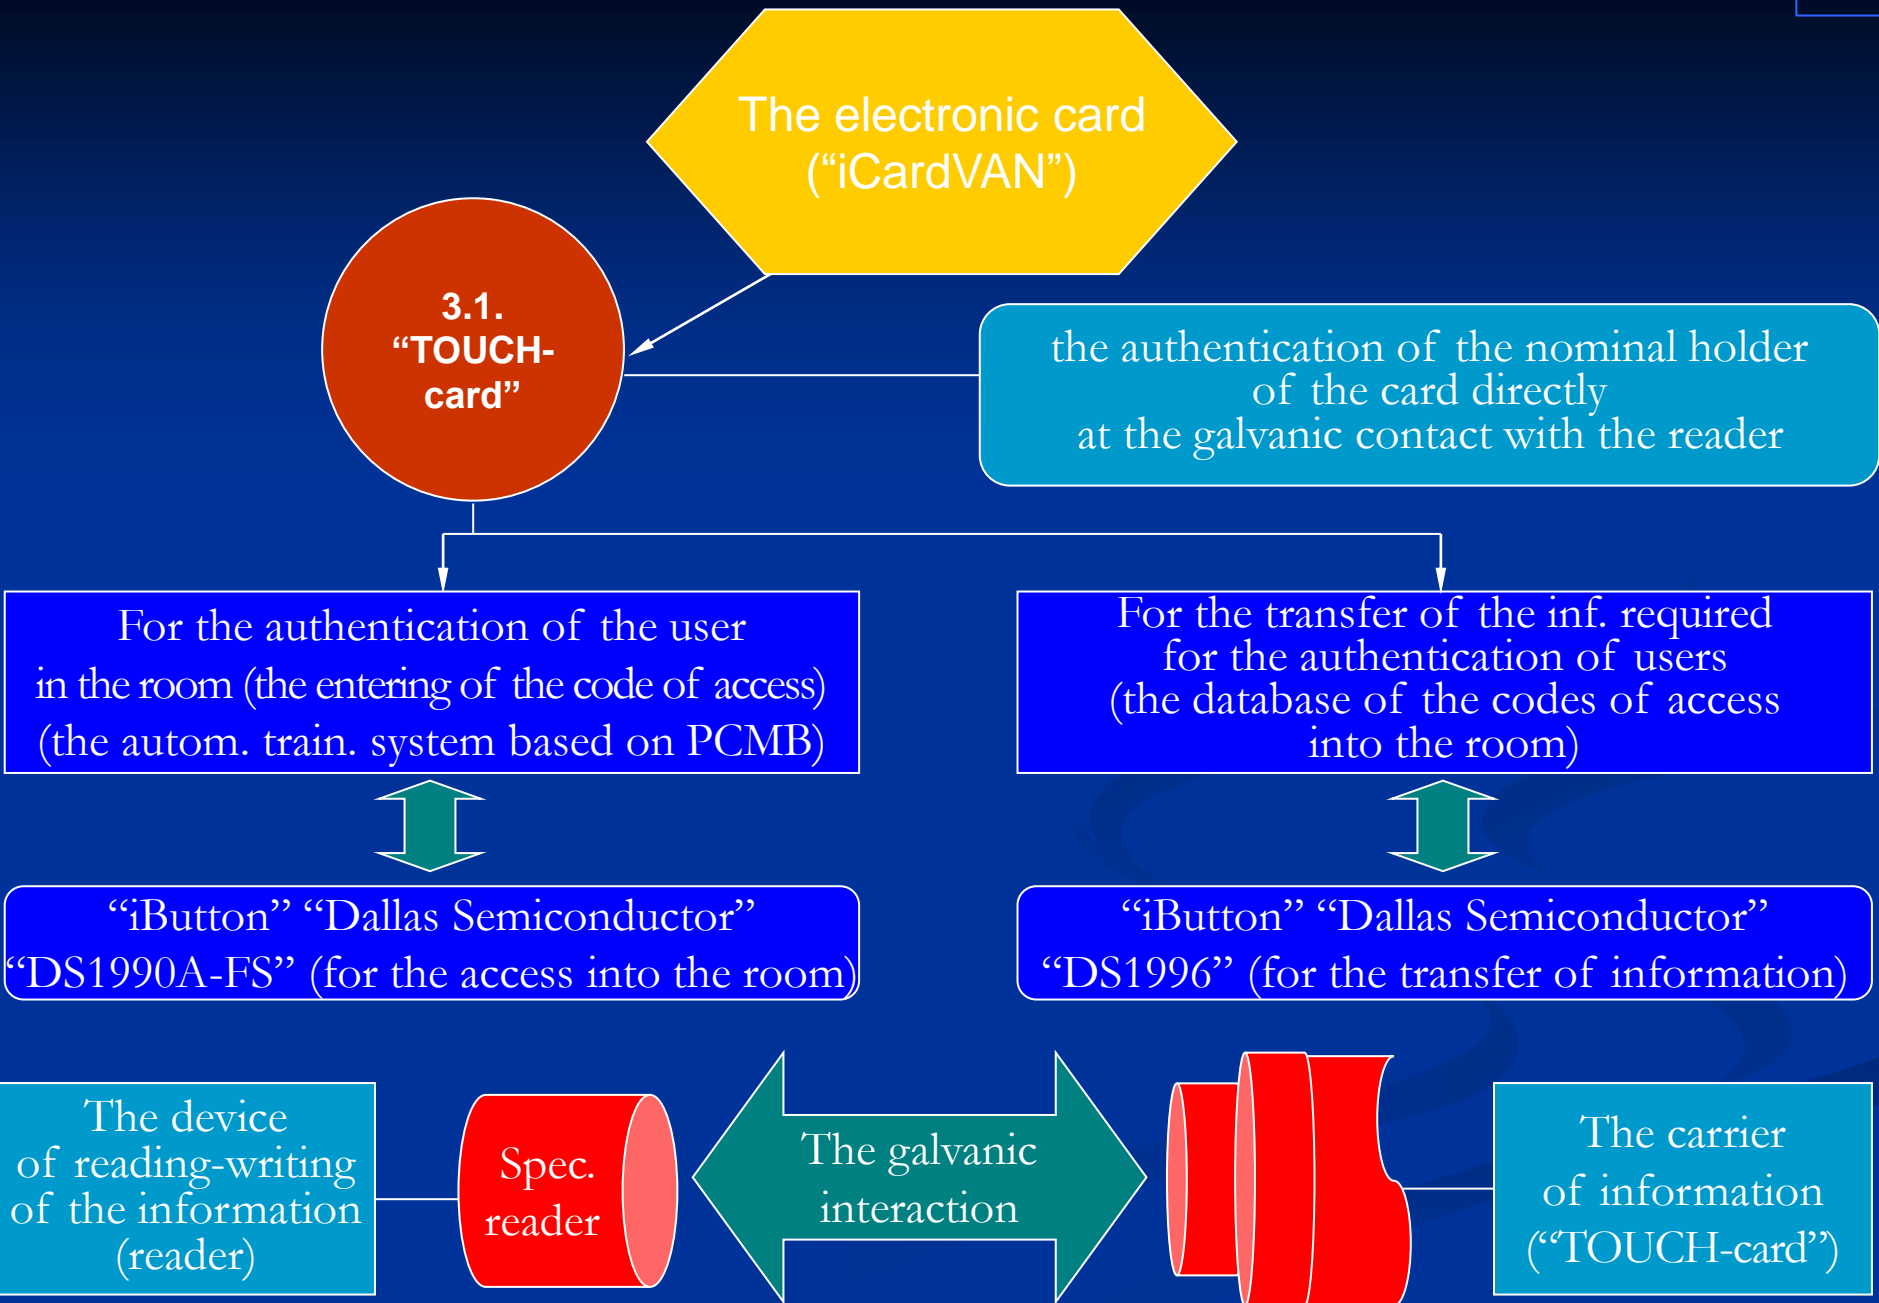 The electronic card
(“iCardVAN”)
3.1.
“TOUCH-
card”
the authentication of the nominal holder
of the card directly
at the galvanic contact with the reader
For the authentication of the user
in the room (the entering of the code of access)
(the autom. train. system based on PCMB)
For the transfer of the inf. required
for the authentication of users
(the database of the codes of access
into the room)
“iButton” “Dallas Semiconductor”
“DS1990A-FS” (for the access into the room)
“iButton” “Dallas Semiconductor”
“DS1996” (for the transfer of information)
The device
of reading-writing
of the information
(reader)
Spec.
reader
The galvanic
interaction
The carrier
of information
(“TOUCH-card”)